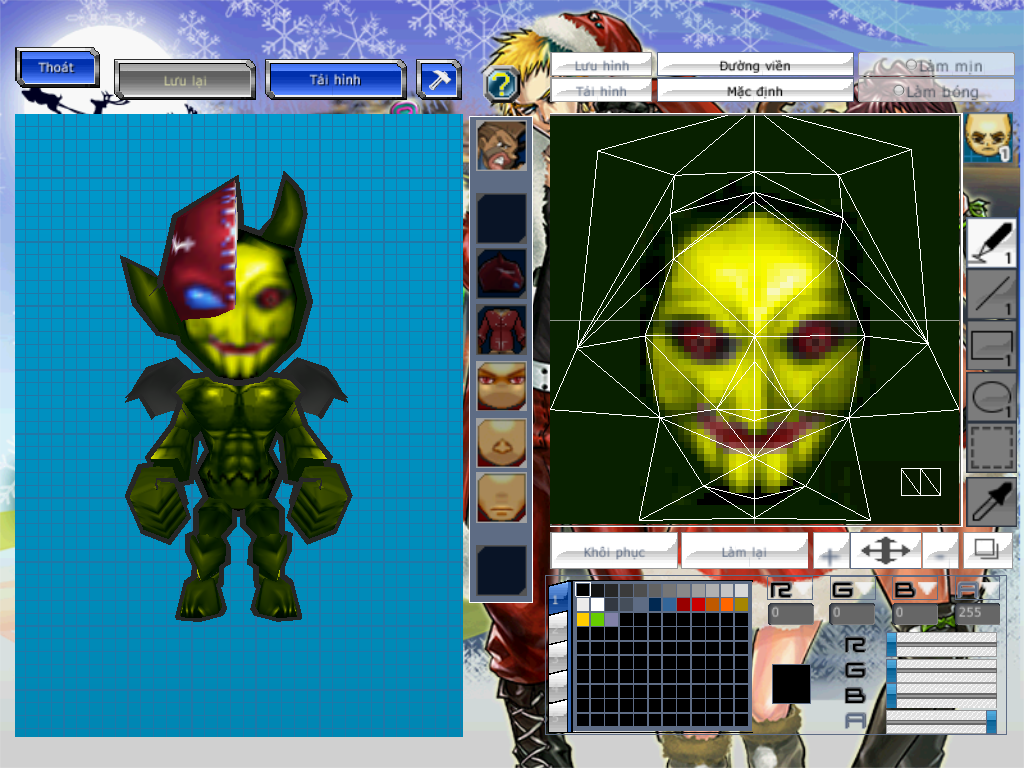 Thoát
Lưu lại
Tải hình
?
Lưu hình
Đường viền
Làm mịn
Tải hình
Mặc định
Làm bóng
1
1
1
1
1
Khôi phục
Làm lại
+
-
1
R
G
B
A
0
0
0
255
R
G
B
A